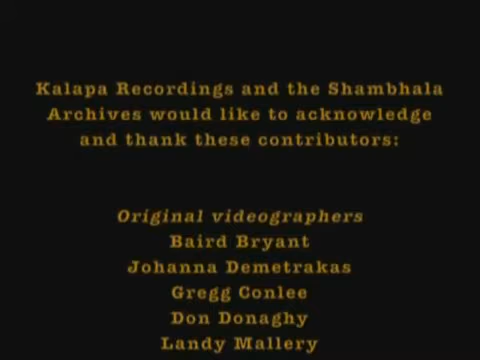 Kalapa Recordings and the Shambhala
Archives would like to acknowledge
and thank these contributors:
Original videographers
Baird Bryant
Johanna Demetrakas
Gregg Conlee
Don Donaghy
Landy Mallery